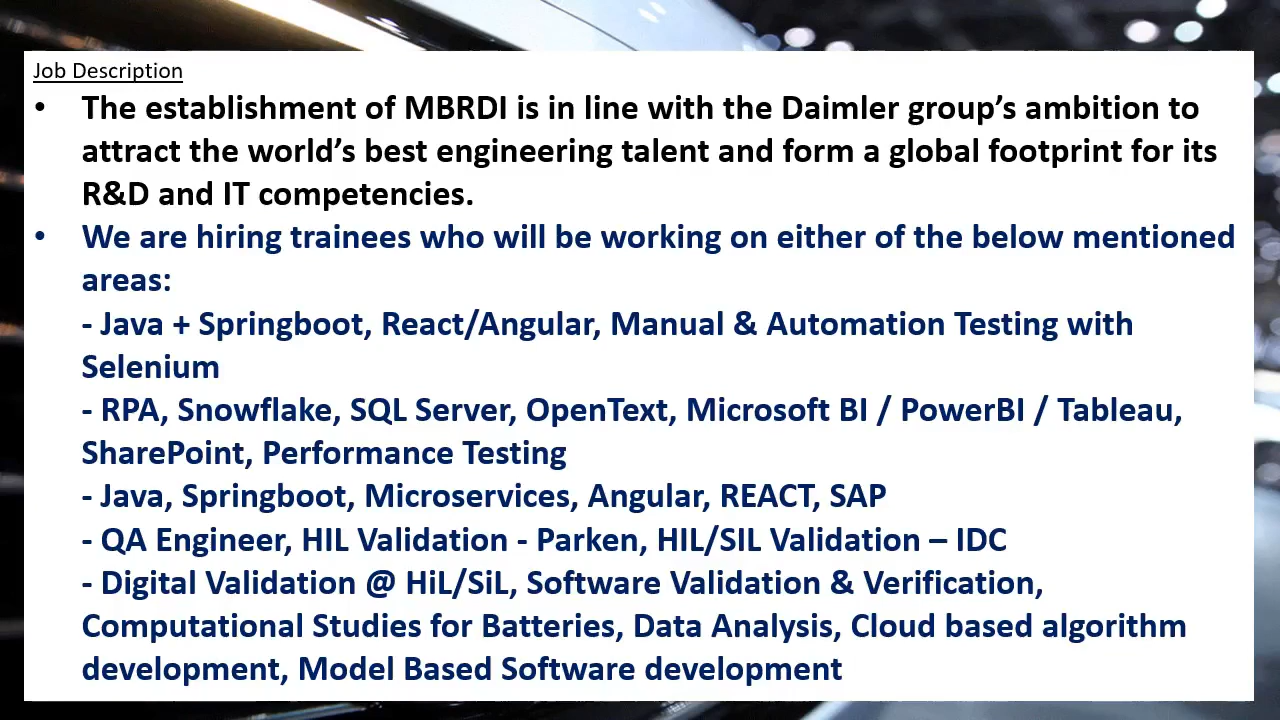 Job Description
• The establishment of MBRDI is in line with the Daimler group’s ambition to
attract the world’s best engineering talent and form a global footprint for its
R&D and IT competencies.
• We are hiring trainees who will be working on either of the below mentioned
areas:
- Java + Springboot, React/Angular, Manual & Automation Testing with
Selenium
- RPA, Snowflake, SQL Server, OpenText, Microsoft BI / PowerBI / Tableau,
SharePoint, Performance Testing
- Java, Springboot, Microservices, Angular, REACT, SAP
- QA Engineer, HIL Validation - Parken, HIL/SIL Validation – IDC
- Digital Validation @ HiL/SiL, Software Validation & Verification,
Computational Studies for Batteries, Data Analysis, Cloud based algorithm
development, Model Based Software development